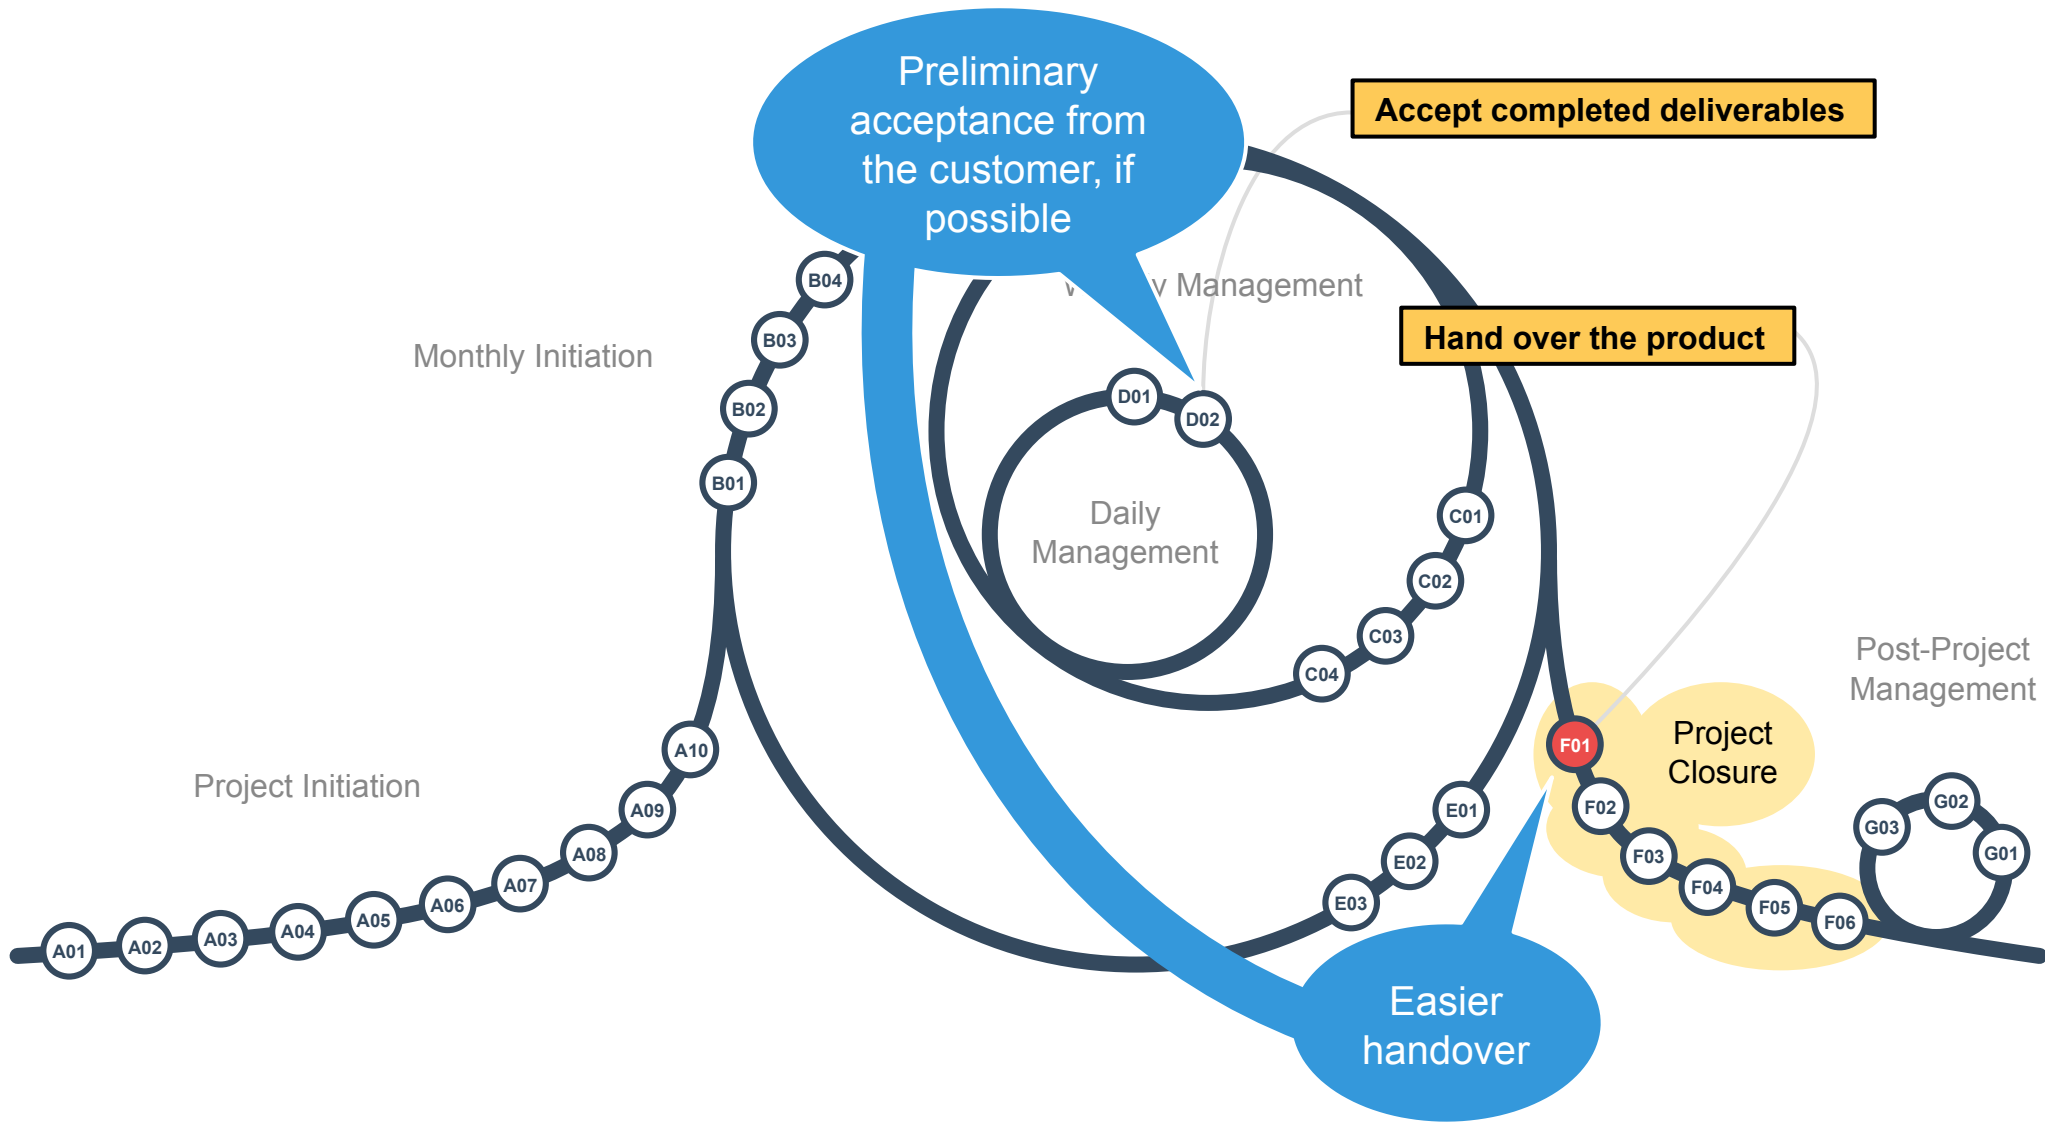 Preliminary
acceptance from
the customer, if
possible
Accept completed deliverables
Management
Hand over the product
Monthly Initiation
B04
B03
B02
B01
D01
D02
Daily
Management
C01
C02
C03
C04
Post-Project
Management
Project Initiation
Project
Closure
A01
A02
A03
A04
A05
A06
A07
A08
A09
A10
E01
E02
E03
F01
F02
F03
F04
F05
F06
G03
G02
G01
Easier
handover